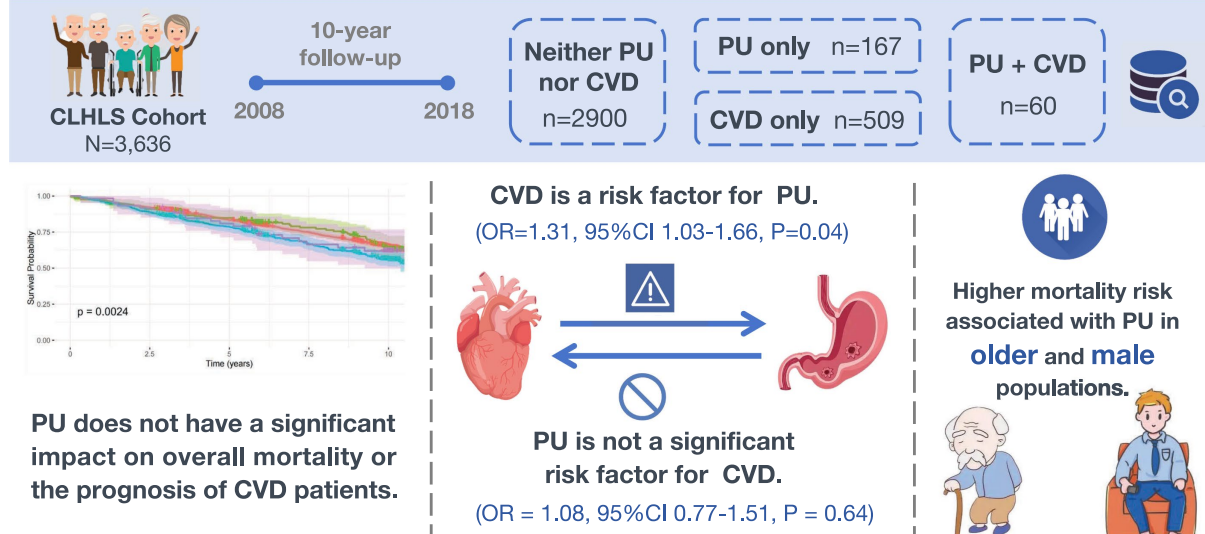 CLHLS Cohort
N=3,636
10-year
follow-up
2008
2018
Neither PU
nor CVD
n=2900
PU only n=167
CVD only n=509
PU + CVD
n=60
Survival Probability
1.00
0.75
0.50
0.25
0.00
p = 0.0024
0
2.5
5
7.5
10
Time (years)
PU does not have a significant
impact on overall mortality or
the prognosis of CVD patients.
CVD is a risk factor for PU.
(OR=1.31, 95%CI 1.03-1.66, P=0.04)
PU is not a significant
risk factor for CVD.
(OR = 1.08, 95%CI 0.77-1.51, P = 0.64)
Higher mortality risk
associated with PU in
older and male
populations.